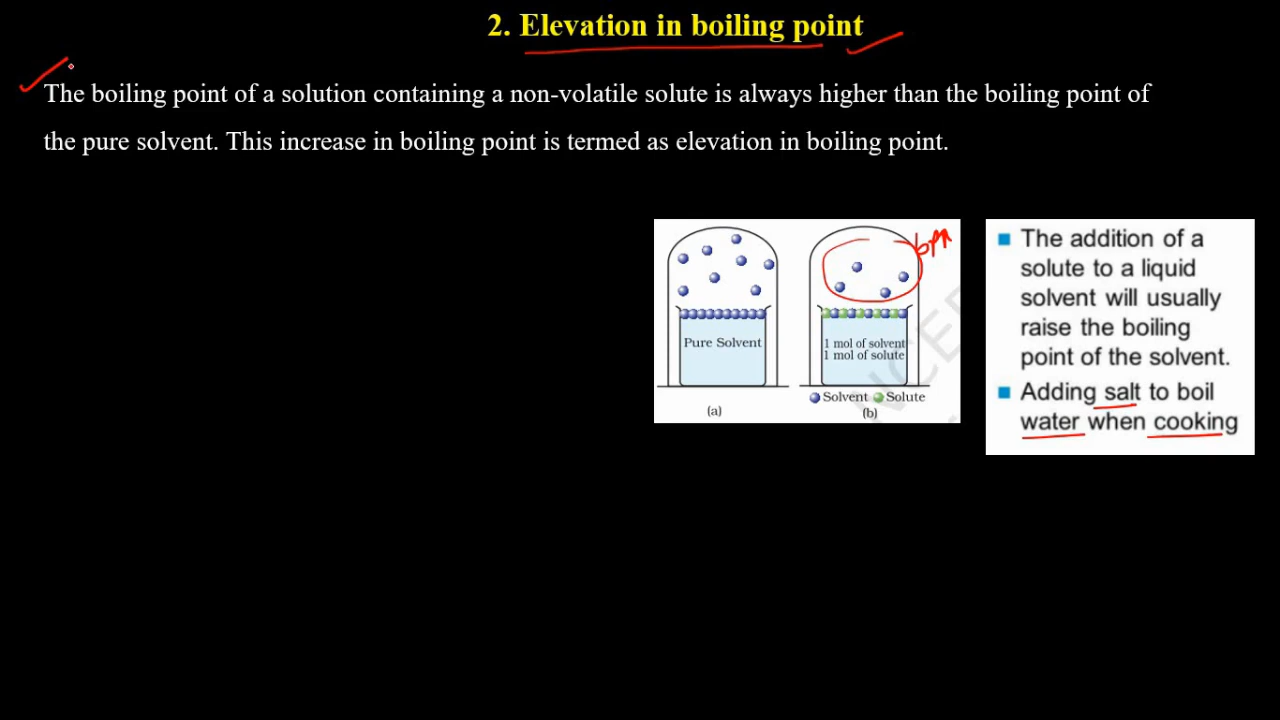 2. Elevation in boiling point
The boiling point of a solution containing a non-volatile solute is always higher than the boiling point of
the pure solvent. This increase in boiling point is termed as elevation in boiling point.
Pure Solvent
(a)
bp↑
1 mol of solvent
1 mol of solute
Solvent Solute
(b)
The addition of a
solute to a liquid
solvent will usually
raise the boiling
point of the solvent.
Adding salt to boil
water when cooking